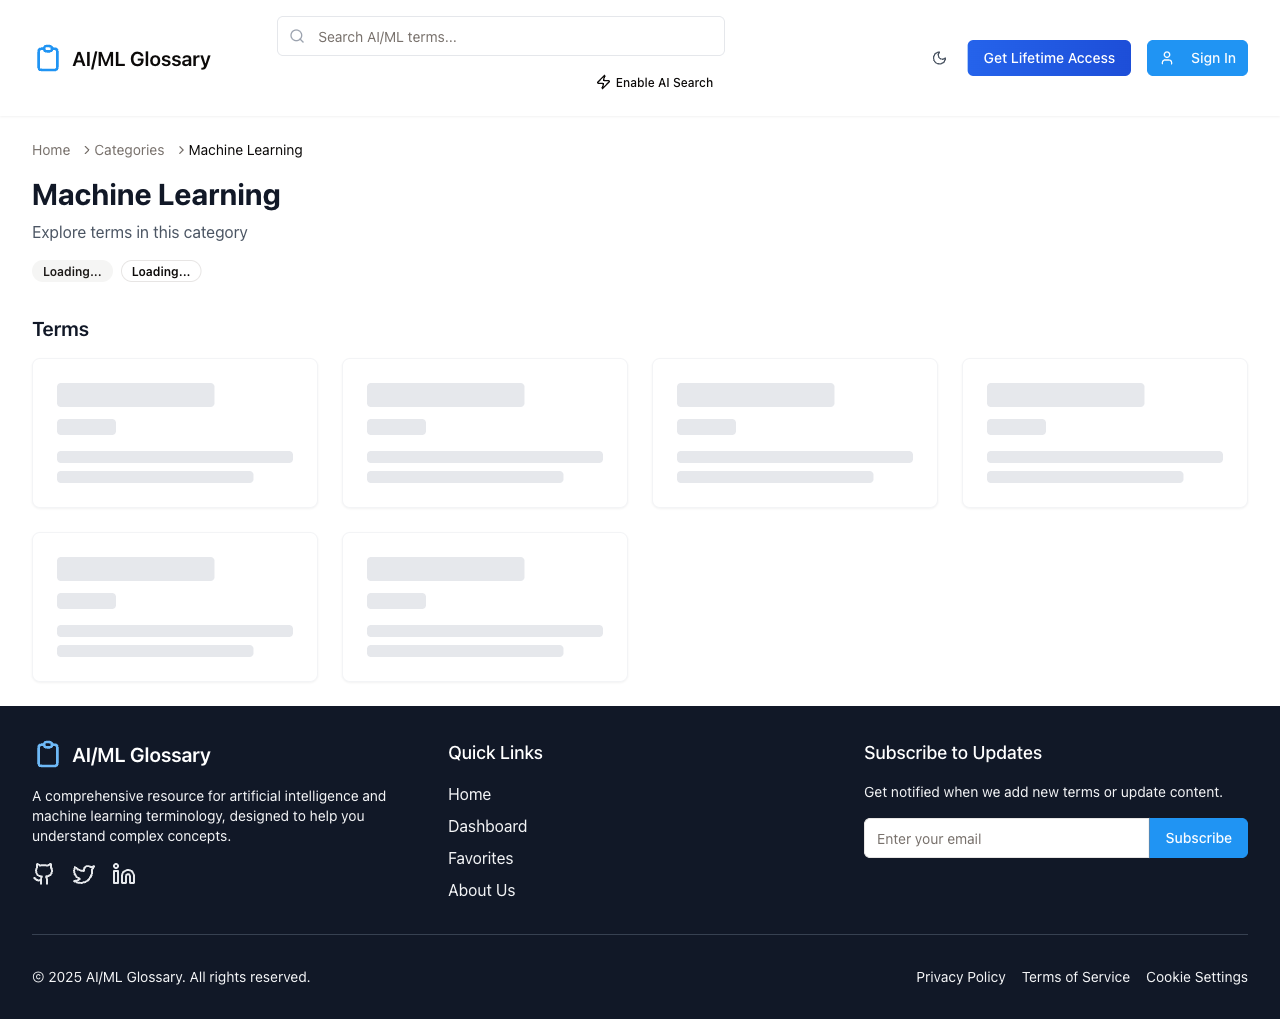 AI/ML Glossary
Search AI/ML terms...
Enable AI Search
Get Lifetime Access
Sign In
Home
Categories
Machine Learning
Machine Learning
Explore terms in this category
Loading...
Loading...
Terms
AI/ML Glossary
A comprehensive resource for artificial intelligence and
machine learning terminology, designed to help you
understand complex concepts.
Quick Links
Home
Dashboard
Favorites
About Us
Subscribe to Updates
Get notified when we add new terms or update content.
Enter your email
Subscribe
© 2025 AI/ML Glossary. All rights reserved.
Privacy Policy
Terms of Service
Cookie Settings